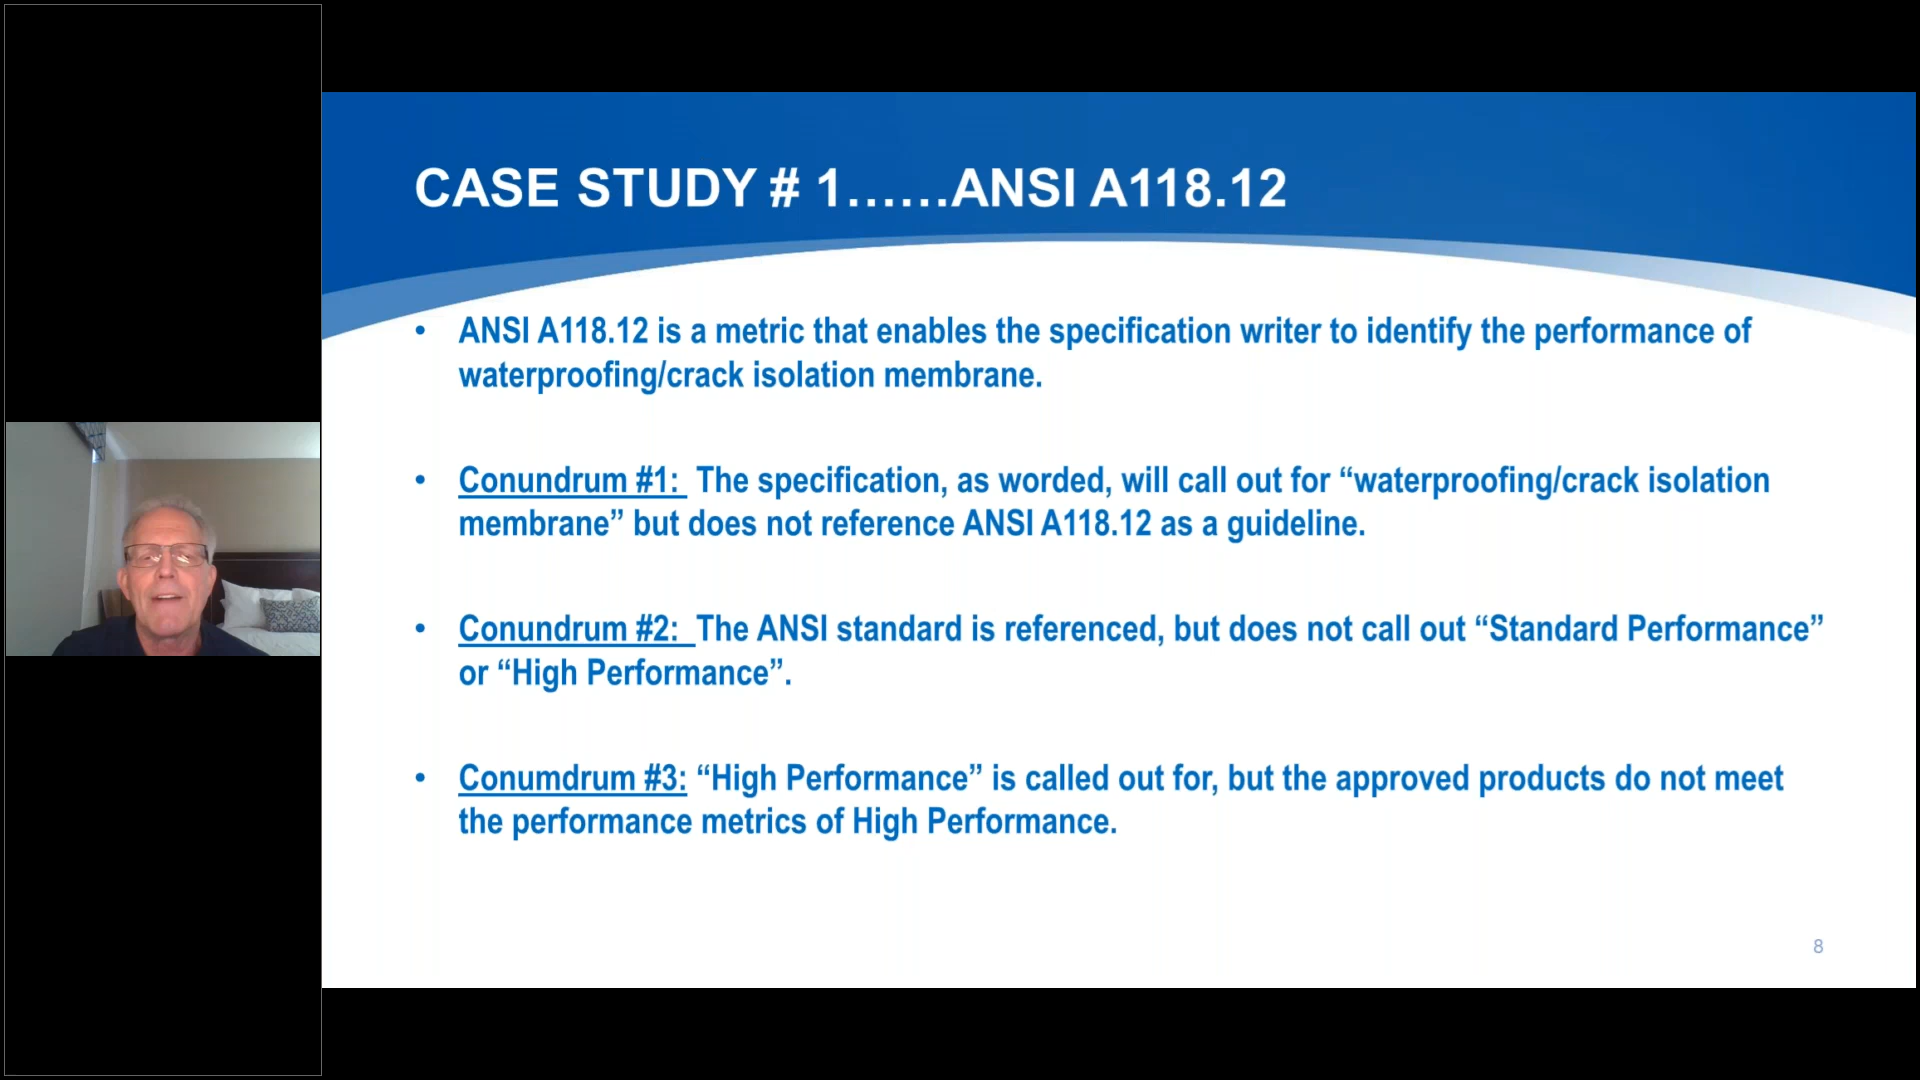 CASE STUDY # 1......ANSI A118.12
• ANSI A118.12 is a metric that enables the specification writer to identify the performance of
waterproofing/crack isolation membrane.
• Conundrum #1: The specification, as worded, will call out for “waterproofing/crack isolation
membrane” but does not reference ANSI A118.12 as a guideline.
• Conundrum #2: The ANSI standard is referenced, but does not call out “Standard Performance”
or “High Performance”.
• Conumdrum #3: “High Performance” is called out for, but the approved products do not meet
the performance metrics of High Performance.
8